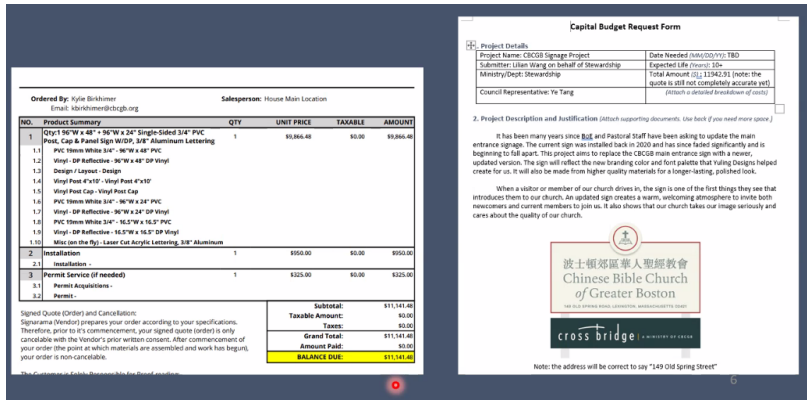 Ordered By: Kylie Birkhimer
Email: kbirkhimer@cbcgb.org
Salesperson: House Main Location
NO. Product Summary QTY UNIT PRICE TAXABLE AMOUNT
1 Qty:1 96"W x 48" + 96"W x 24" Single-Sided 3/4" PVC Post, Cap & Panel Sign W/DP, 3/8" Aluminum Lettering 1 $9,866.48 $0.00 $9,866.48
1.1 PVC 19mm White 3/4" - 96"W x 48" PVC
1.2 Vinyl - DP Reflective - 96"W x 48" DP Vinyl
1.3 Design / Layout - Design
1.4 Vinyl Post 4"x10' - Vinyl Post 4"x10'
1.5 Vinyl Post Cap - Vinyl Post Cap
1.6 PVC 19mm White 3/4" - 96"W x 24" PVC
1.7 Vinyl - DP Reflective - 96"W x 24" DP Vinyl
1.8 PVC 19mm White 3/4" - 16.5"W x 16.5" PVC
1.9 Vinyl - DP Reflective - 16.5"W x 16.5" DP Vinyl
1.10 Misc (on the fly) - Laser Cut Acrylic Lettering, 3/8" Aluminum
2 Installation 1 $950.00 $0.00 $950.00
2.1 Installation -
3 Permit Service (if needed) 1 $325.00 $0.00 $325.00
3.1 Permit Acquisitions -
3.2 Permit -
Subtotal: $11,141.48
Taxable Amount: $0.00
Taxes: $0.00
Grand Total: $11,141.48
Amount Paid: $0.00
BALANCE DUE: $11,141.48
Signed Quote (Order) and Cancellation:
Signarama (Vendor) prepares your order according to your specifications.
Therefore, prior to it's commencement, your signed quote (order) is only
cancelable with the Vendor's prior written consent. After commencement of
your order (the point at which materials are assembled and work has begun),
your order is non-cancelable.
The Customer is Solely Responsible for Proof-reading:
Capital Budget Request Form
. Project Details
Project Name: CBCGB Signage Project
Date Needed (MM/DD/YY): TBD
Submitter: Lilian Wang on behalf of Stewardship
Expected Life (Years): 10+
Ministry/Dept: Stewardship
Total Amount ($): 11942.91 (note: the
quote is still not completely accurate yet)
Council Representative: Ye Tang
(Attach a detailed breakdown of costs)
2. Project Description and Justification (Attach supporting documents. Use back if you need more space.)
It has been many years since BoE and Pastoral Staff have been asking to update the main
entrance signage. The current sign was installed back in 2020 and has since faded significantly and is
beginning to fall apart. This project aims to replace the CBCGB main entrance sign with a newer,
updated version. The sign will reflect the new branding color and font palette that Yuling Designs helped
create for us. It will also be made from higher quality materials for a longer-lasting, polished look.
When a visitor or member of our church drives in, the sign is one of the first things they see that
introduces them to our church. An updated sign creates a warm, welcoming atmosphere to invite both
newcomers and current members to join us. It also shows that our church takes our image seriously and
cares about the quality of our church.
波士頓郊區華人聖經教會
Chinese Bible Church
of Greater Boston
149 OLD SPRING ROAD, LEXINGTON, MASSACHUSETTS 02421
cross bridge
A MINISTRY OF CBCGB
Note: the address will be correct to say "149 Old Spring Street"
6